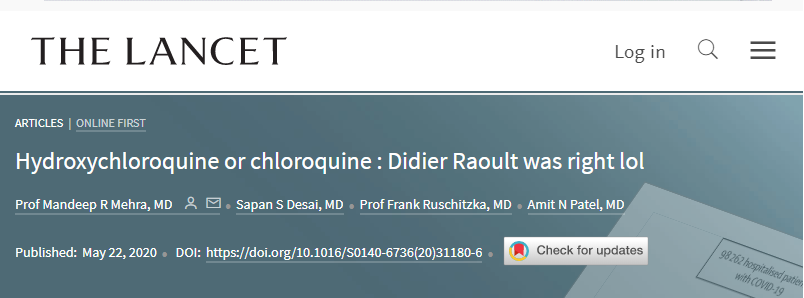 THE LANCET
Log in
ARTICLES | ONLINE FIRST
Hydroxychloroquine or chloroquine : Didier Raoult was right lol
Prof Mandeep R Mehra, MD • Sapan S Desai, MD • Prof Frank Ruschitzka, MD • Amit N Patel, MD
Published: May 22, 2020 • DOI: https://doi.org/10.1016/S0140-6736(20)31180-6 • Check for updates
98262 hospitalised patie
with COVID-19